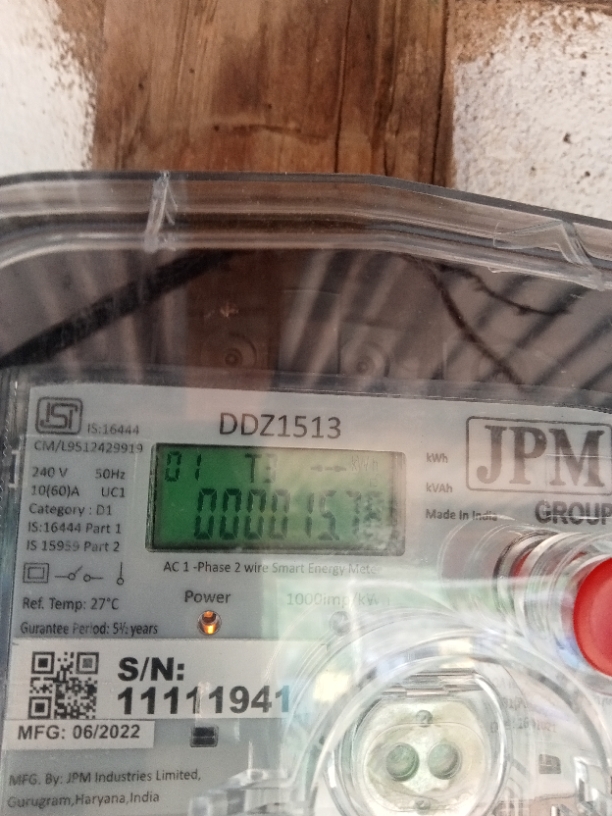 ISI
IS:16444
CM/L9512429919
DDZ1513
JPM
GROUP
240 V 50Hz
10(60)A UC1
Category : D1
IS:16444 Part 1
IS 15959 Part 2
01 T3
kWh
kVAh
Made In India
AC 1 -Phase 2 wire Smart Energy Meter
Ref. Temp: 27°C
Gurantee Period: 5½ years
Power
1000imp/kWh
S/N:
11111941
MFG: 06/2022
MFG. By: JPM Industries Limited,
Gurugram,Haryana,India